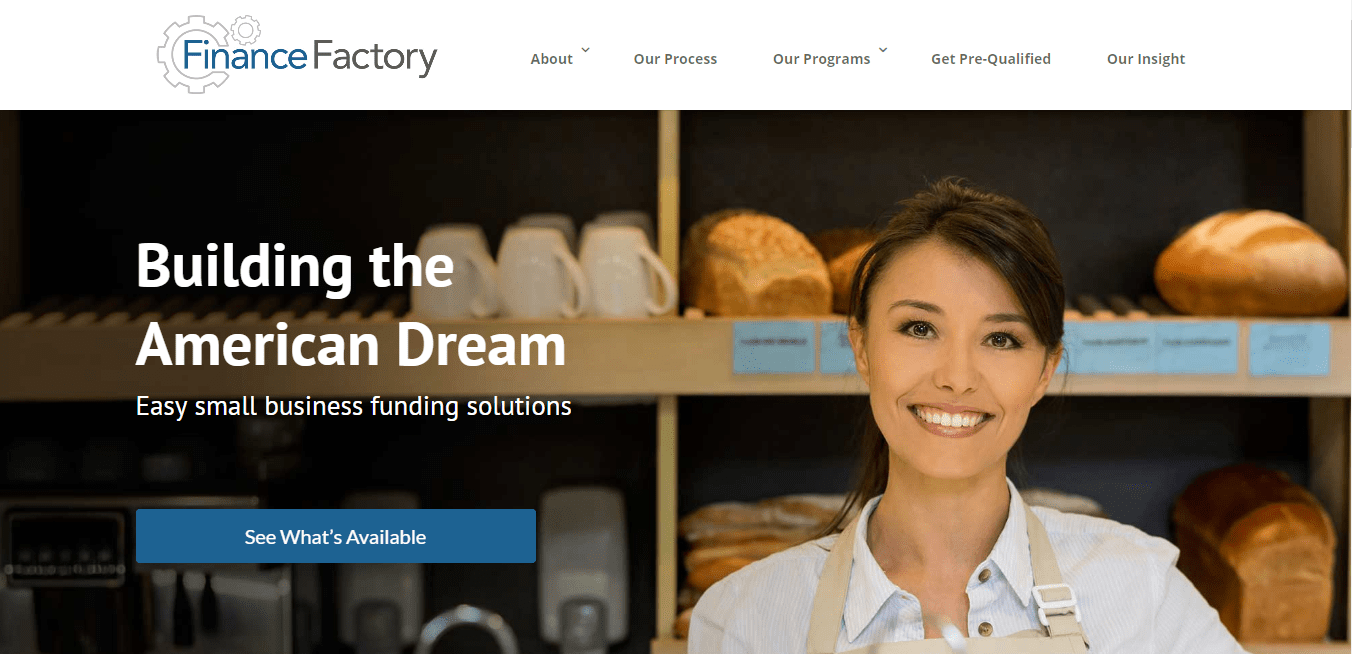 Finance Factory
About
Our Process
Our Programs
Get Pre-Qualified
Our Insight
Building the
American Dream
Easy small business funding solutions
See What's Available